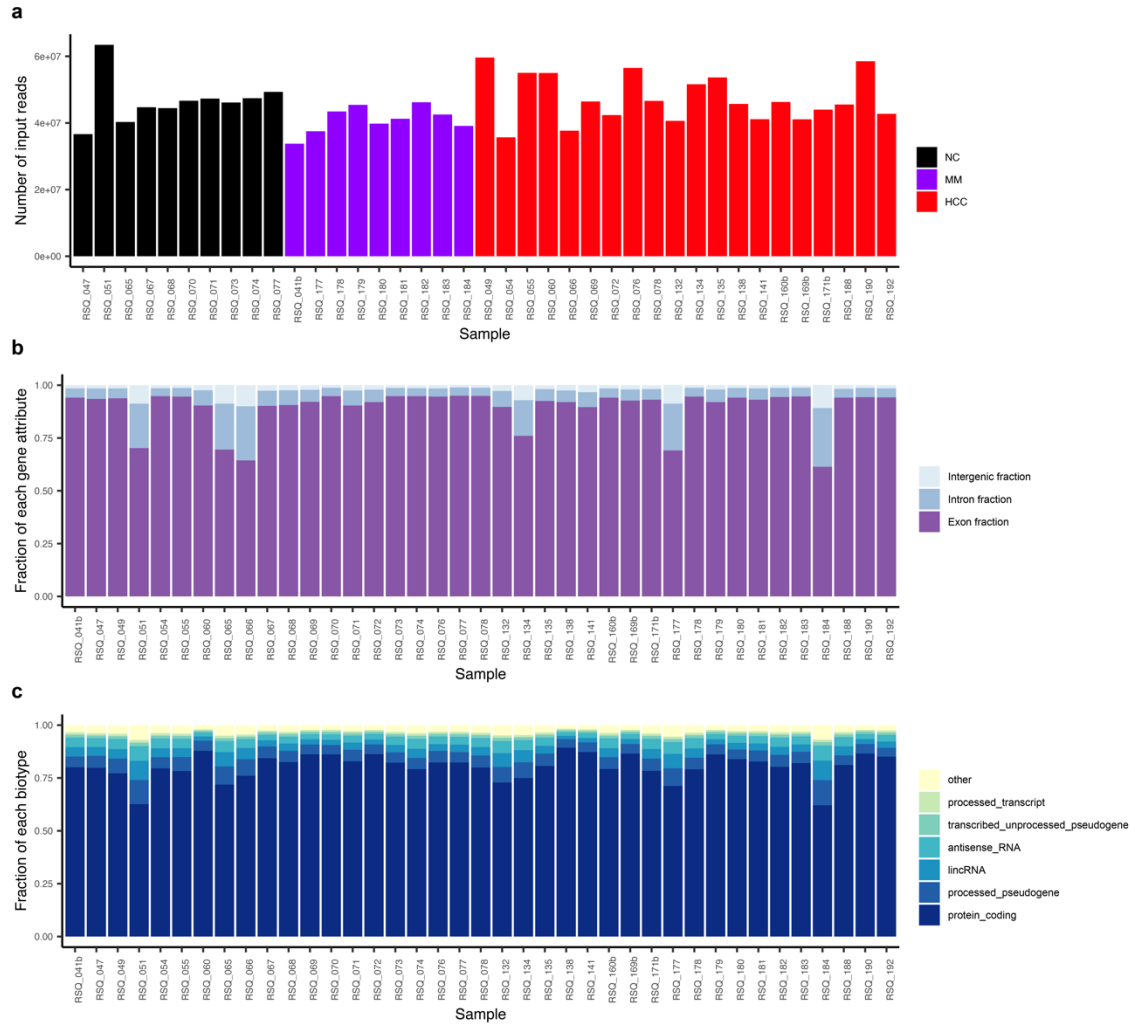 a
Number of input reads
6e+07
4e+07
2e+07
0e+00
RSQ_047
RSQ_051
RSQ_065
RSQ_067
RSQ_068
RSQ_070
RSQ_071
RSQ_073
RSQ_074
RSQ_077
RSQ_041b
RSQ_177
RSQ_178
RSQ_179
RSQ_180
RSQ_181
RSQ_182
RSQ_183
RSQ_184
RSQ_049
RSQ_054
RSQ_055
RSQ_060
RSQ_066
RSQ_069
RSQ_072
RSQ_076
RSQ_078
RSQ_132
RSQ_134
RSQ_135
RSQ_138
RSQ_141
RSQ_160b
RSQ_169b
RSQ_171b
RSQ_188
RSQ_190
RSQ_192
Sample
NC
MM
HCC
b
Fraction of each gene attribute
1.00
0.75
0.50
0.25
0.00
RSQ_041b
RSQ_047
RSQ_049
RSQ_051
RSQ_054
RSQ_055
RSQ_060
RSQ_065
RSQ_066
RSQ_067
RSQ_068
RSQ_069
RSQ_070
RSQ_071
RSQ_072
RSQ_073
RSQ_074
RSQ_076
RSQ_077
RSQ_078
RSQ_132
RSQ_134
RSQ_135
RSQ_138
RSQ_141
RSQ_160b
RSQ_169b
RSQ_171b
RSQ_177
RSQ_178
RSQ_179
RSQ_180
RSQ_181
RSQ_182
RSQ_183
RSQ_184
RSQ_188
RSQ_190
RSQ_192
Sample
Intergenic fraction
Intron fraction
Exon fraction
c
Fraction of each biotype
1.00
0.75
0.50
0.25
0.00
RSQ_041b
RSQ_047
RSQ_049
RSQ_051
RSQ_054
RSQ_055
RSQ_060
RSQ_065
RSQ_066
RSQ_067
RSQ_068
RSQ_069
RSQ_070
RSQ_071
RSQ_072
RSQ_073
RSQ_074
RSQ_076
RSQ_077
RSQ_078
RSQ_132
RSQ_134
RSQ_135
RSQ_138
RSQ_141
RSQ_160b
RSQ_169b
RSQ_171b
RSQ_177
RSQ_178
RSQ_179
RSQ_180
RSQ_181
RSQ_182
RSQ_183
RSQ_184
RSQ_188
RSQ_190
RSQ_192
Sample
other
processed_transcript
transcribed_unprocessed_pseudogene
antisense_RNA
lincRNA
processed_pseudogene
protein_coding